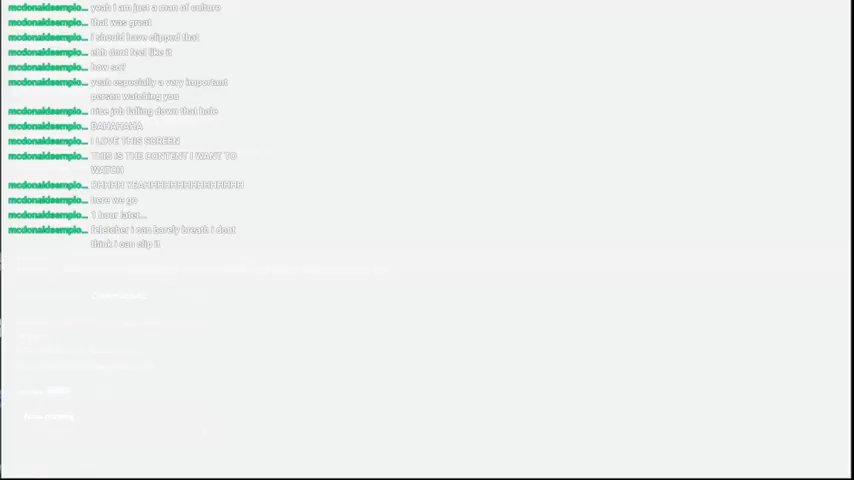 mcdonaldsemplo... yeah i am just a man of culture
mcdonaldsemplo... that was great
mcdonaldsemplo... i should have clipped that
mcdonaldsemplo... ehh dont feel like it
mcdonaldsemplo... how so?
mcdonaldsemplo... yeah especially a very important
person watching you
mcdonaldsemplo... nice job falling down that hole
mcdonaldsemplo... BAHAHAHA
mcdonaldsemplo... I LOVE THIS SCREEN
mcdonaldsemplo... THIS IS THE CONTENT I WANT TO
WATCH
mcdonaldsemplo... OHHHH YEAHHHHHHHHHHHHHH
mcdonaldsemplo... here we go
mcdonaldsemplo... 1 hour later...
mcdonaldsemplo... feletcher i can barely breath i dont
think i can clip it